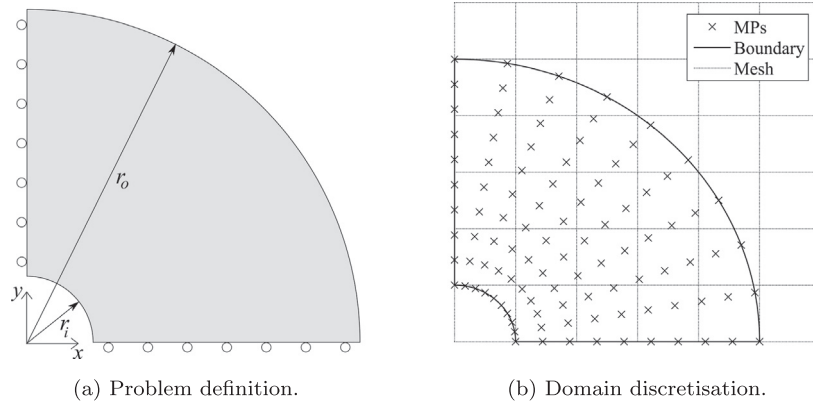 r_o
y
r_i
x
MPs
Boundary
Mesh
(a) Problem definition.
(b) Domain discretisation.